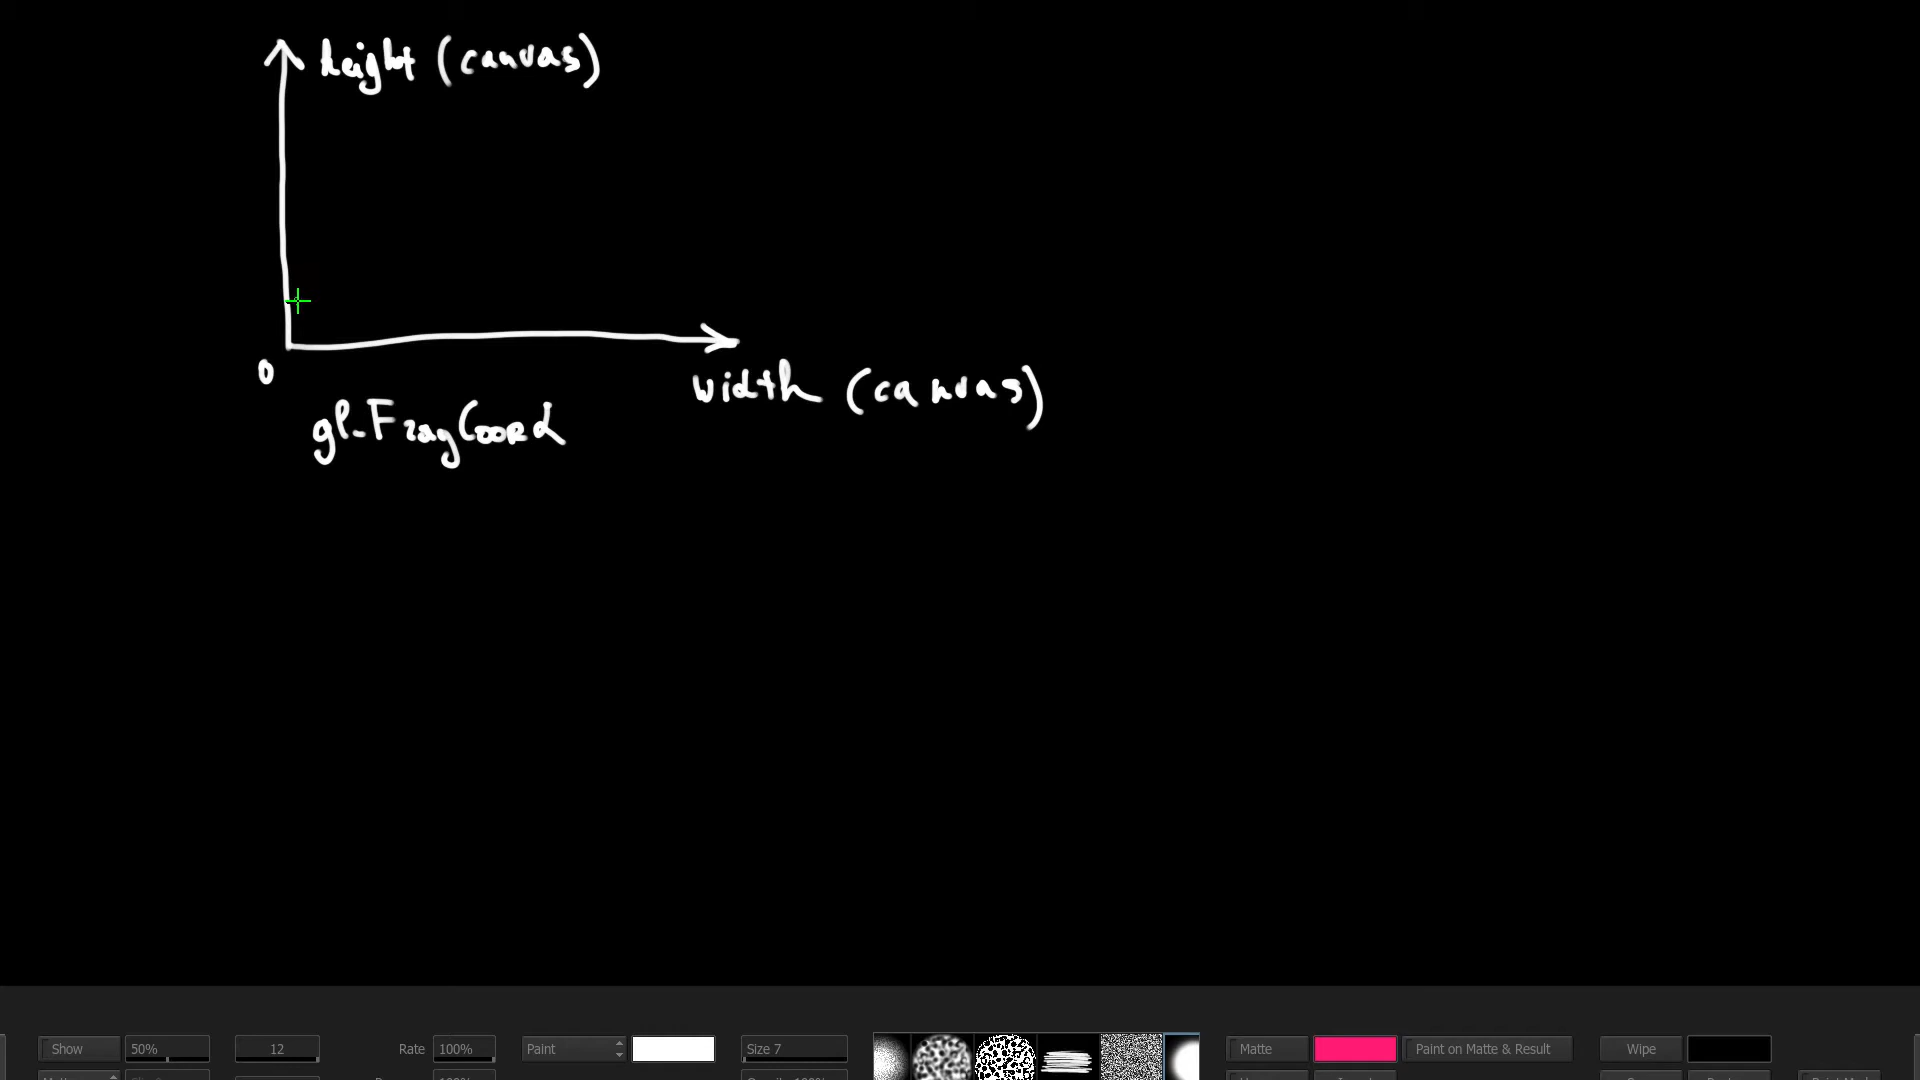 height (canvas)
0
width (canvas)
gl_FragCoord
Show
50%
12
Rate
100%
Paint
Size 7
Matte
Paint on Matte & Result
Wipe